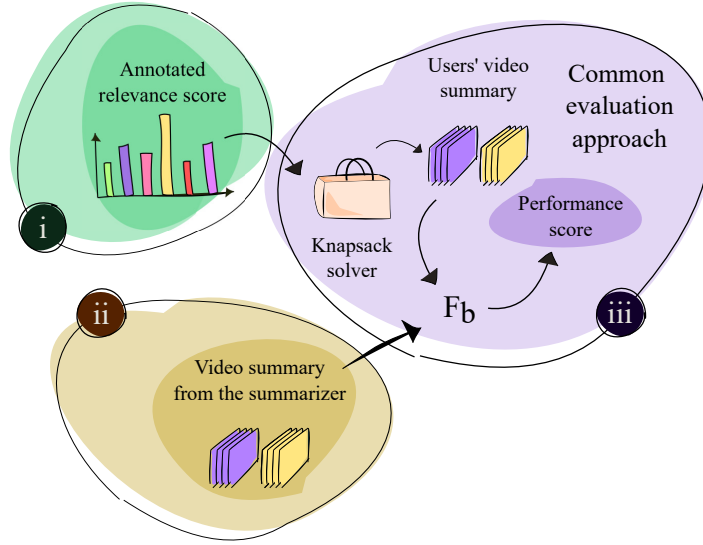 Annotated
relevance score
i
Users' video
summary
Common
evaluation
approach
Knapsack
solver
Performance
score
Fb
iii
ii
Video summary
from the summarizer